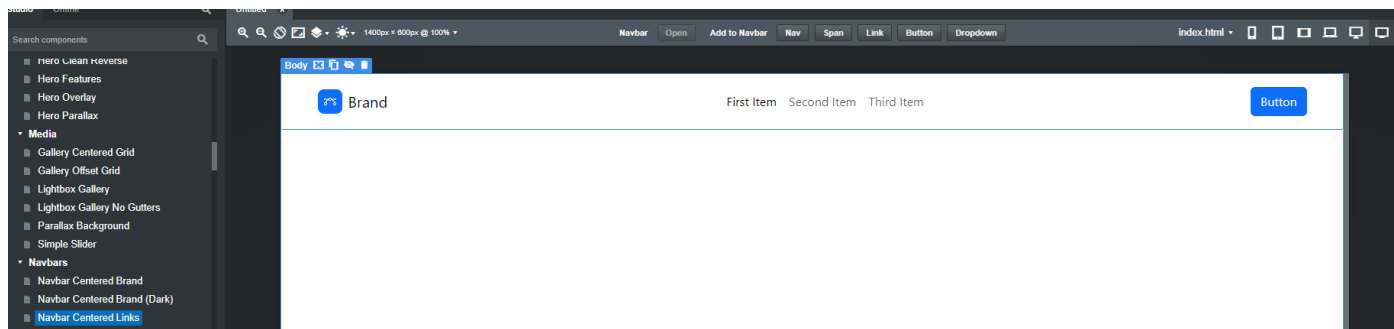 Studio Online
Untitled x
Search components
1400px × 600px @ 100%
Navbar Open Add to Navbar Nav Span Link Button Dropdown
index.html
Hero Clean Reverse
Hero Features
Hero Overlay
Hero Parallax
Media
Gallery Centered Grid
Gallery Offset Grid
Lightbox Gallery
Lightbox Gallery No Gutters
Parallax Background
Simple Slider
Navbars
Navbar Centered Brand
Navbar Centered Brand (Dark)
Navbar Centered Links
Body
Brand
First Item Second Item Third Item
Button